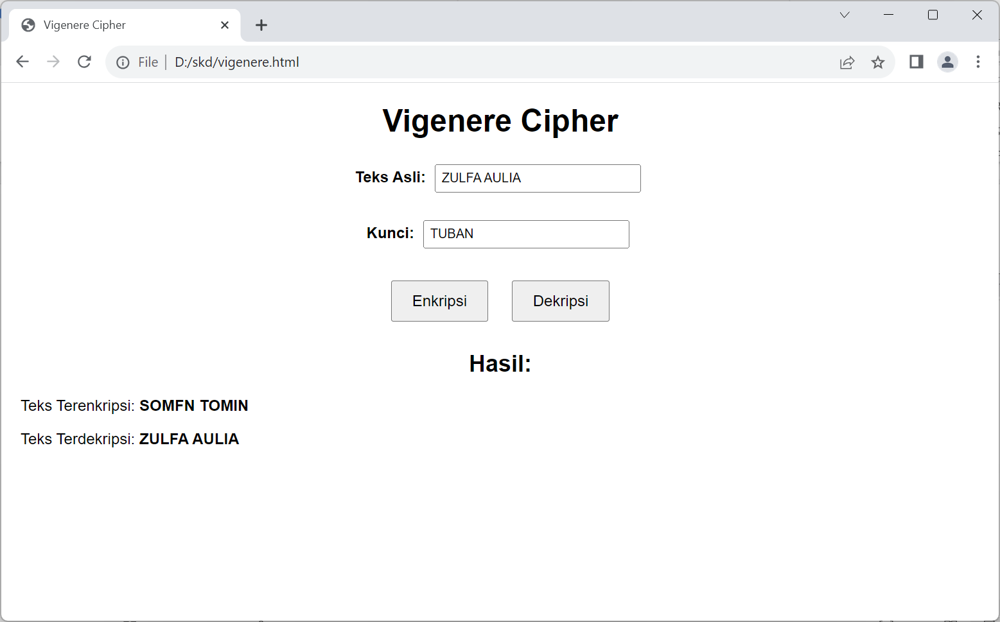 Vigenere Cipher
File D:/skd/vigenere.html
Vigenere Cipher
Teks Asli: ZULFA AULIA
Kunci: TUBAN
Enkripsi Dekripsi
Hasil:
Teks Terenkripsi: SOMFN TOMIN
Teks Terdekripsi: ZULFA AULIA